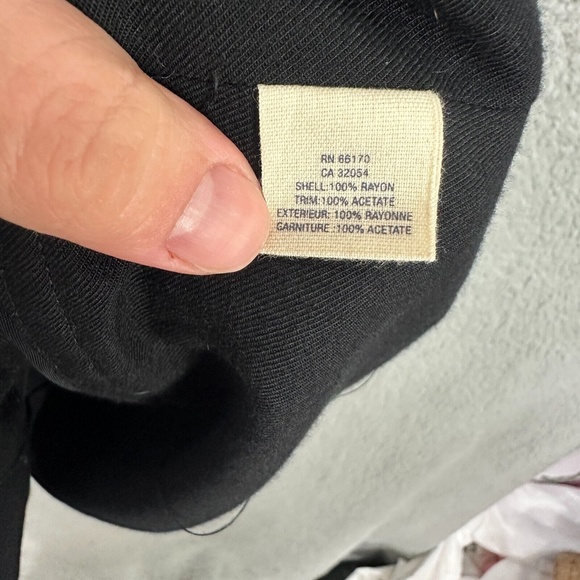 RN 66170
CA 32054
SHELL:100% RAYON
TRIM:100% ACETATE
EXTERIEUR: 100% RAYONNE
GARNITURE :100% ACETATE